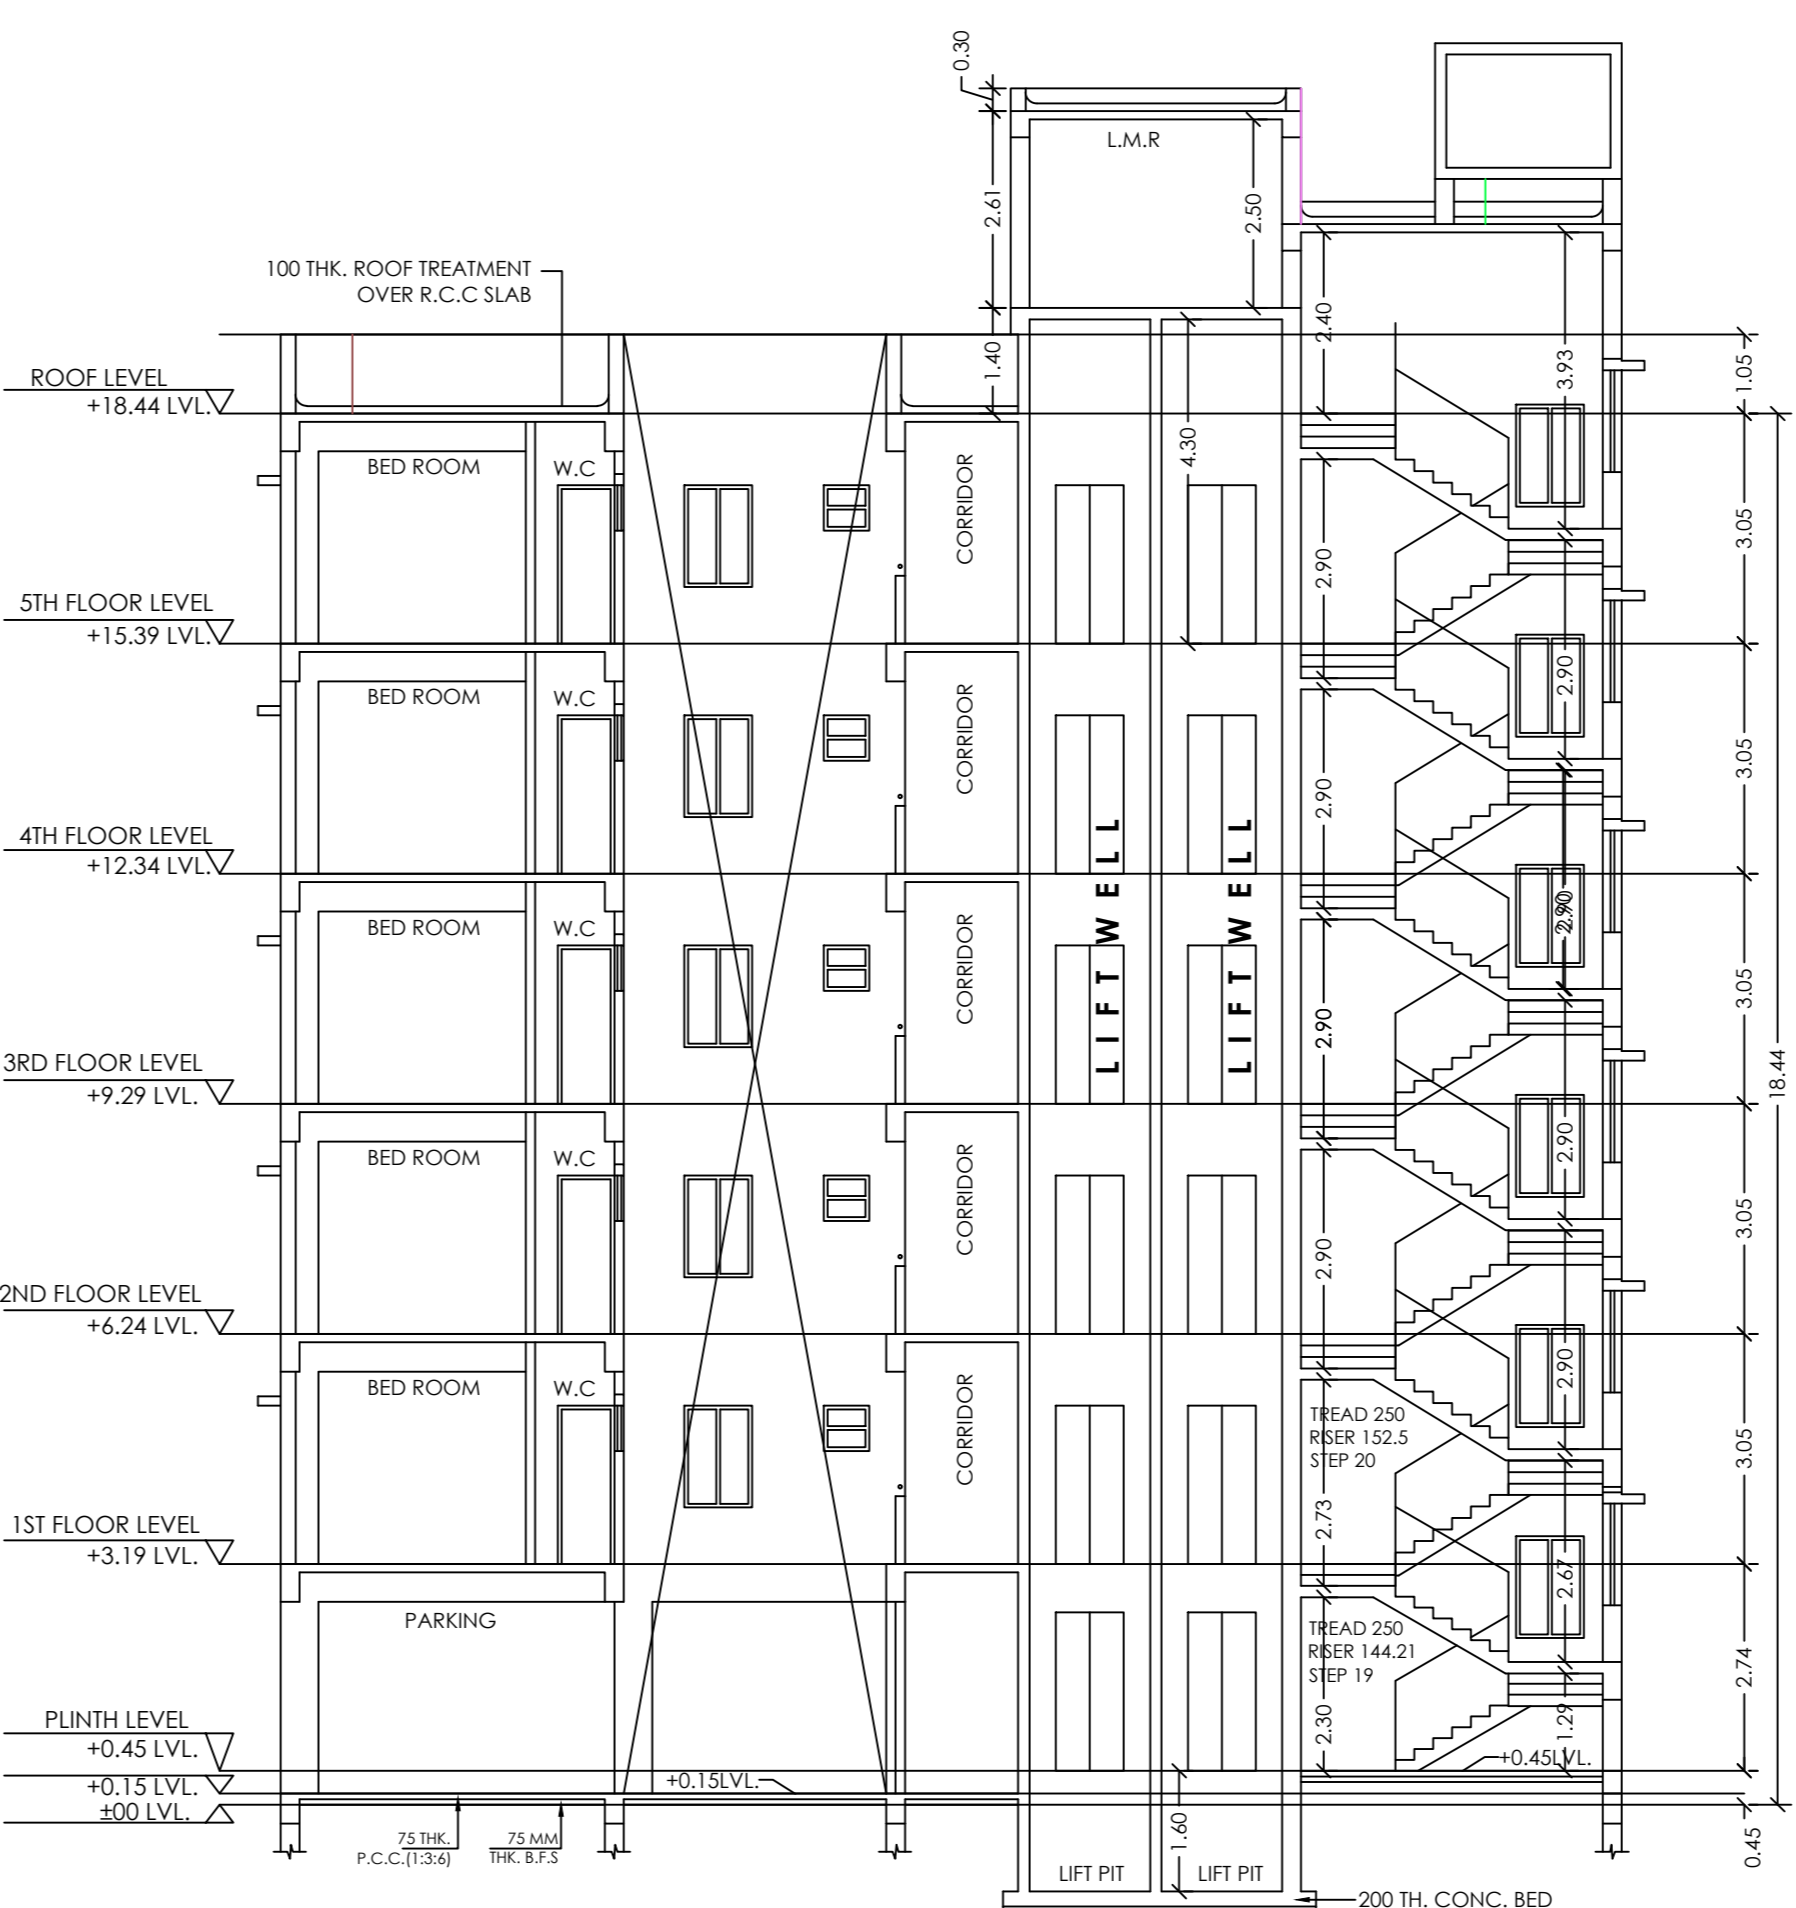 0.30
L.M.R
2.61
2.50
100 THK. ROOF TREATMENT
OVER R.C.C SLAB
2.40
3.93
1.40
1.05
ROOF LEVEL
+18.44 LVL.
4.30
BED ROOM
W.C
CORRIDOR
2.90
3.05
5TH FLOOR LEVEL
+15.39 LVL.
BED ROOM
W.C
CORRIDOR
2.90
2.90
3.05
4TH FLOOR LEVEL
+12.34 LVL.
BED ROOM
W.C
CORRIDOR
LIFT WELL
LIFT WELL
2.90
2.90
3.05
18.44
3RD FLOOR LEVEL
+9.29 LVL.
BED ROOM
W.C
CORRIDOR
2.90
2.90
3.05
2ND FLOOR LEVEL
+6.24 LVL.
BED ROOM
W.C
CORRIDOR
2.90
TREAD 250
RISER 152.5
STEP 20
2.73
3.05
1ST FLOOR LEVEL
+3.19 LVL.
2.67
PARKING
TREAD 250
RISER 144.21
STEP 19
2.30
1.29
2.74
PLINTH LEVEL
+0.45 LVL.
+0.45LVL.
+0.15 LVL.
+0.15LVL.
±00 LVL.
75 THK.
P.C.C.(1:3:6)
75 MM
THK. B.F.S
1.60
0.45
LIFT PIT
LIFT PIT
200 TH. CONC. BED